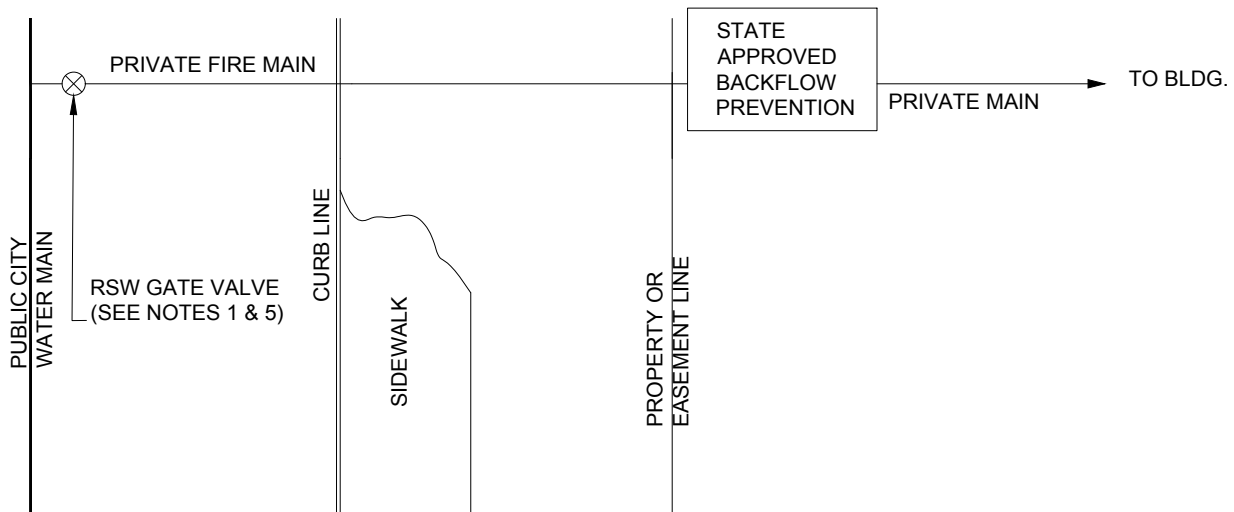 STATE
APPROVED
BACKFLOW
PREVENTION
PRIVATE FIRE MAIN
TO BLDG.
PRIVATE MAIN
PUBLIC CITY
WATER MAIN
RSW GATE VALVE
(SEE NOTES 1 & 5)
CURB LINE
SIDEWALK
PROPERTY OR
EASEMENT LINE